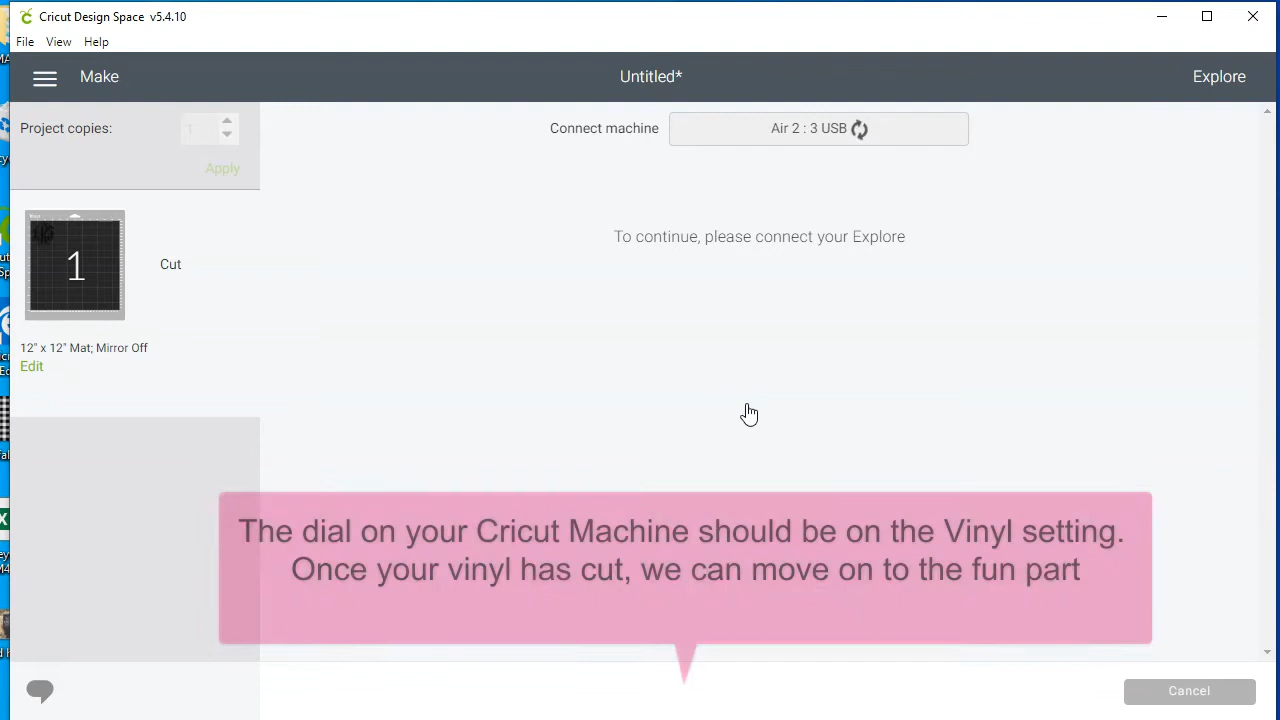 Cricut Design Space v5.4.10
File View Help
Make
Untitled*
Explore
Project copies:
1
Apply
Connect machine
Air 2 : 3 USB
To continue, please connect your Explore
1
Cut
12" x 12" Mat; Mirror Off
Edit
The dial on your Cricut Machine should be on the Vinyl setting.
Once your vinyl has cut, we can move on to the fun part
Cancel